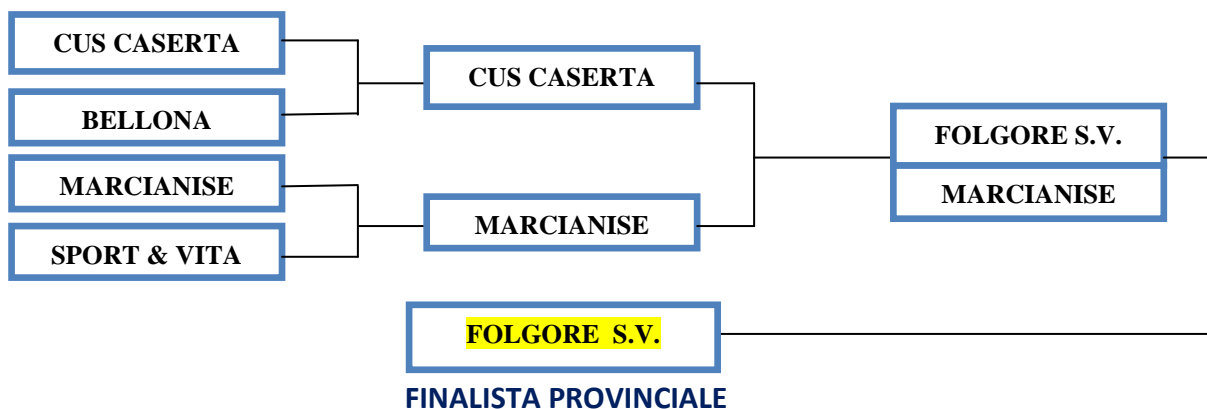 CUS CASERTA
BELLONA
MARCIANISE
SPORT & VITA
CUS CASERTA
MARCIANISE
FOLGORE S.V.
MARCIANISE
FOLGORE S.V.
FINALISTA PROVINCIALE